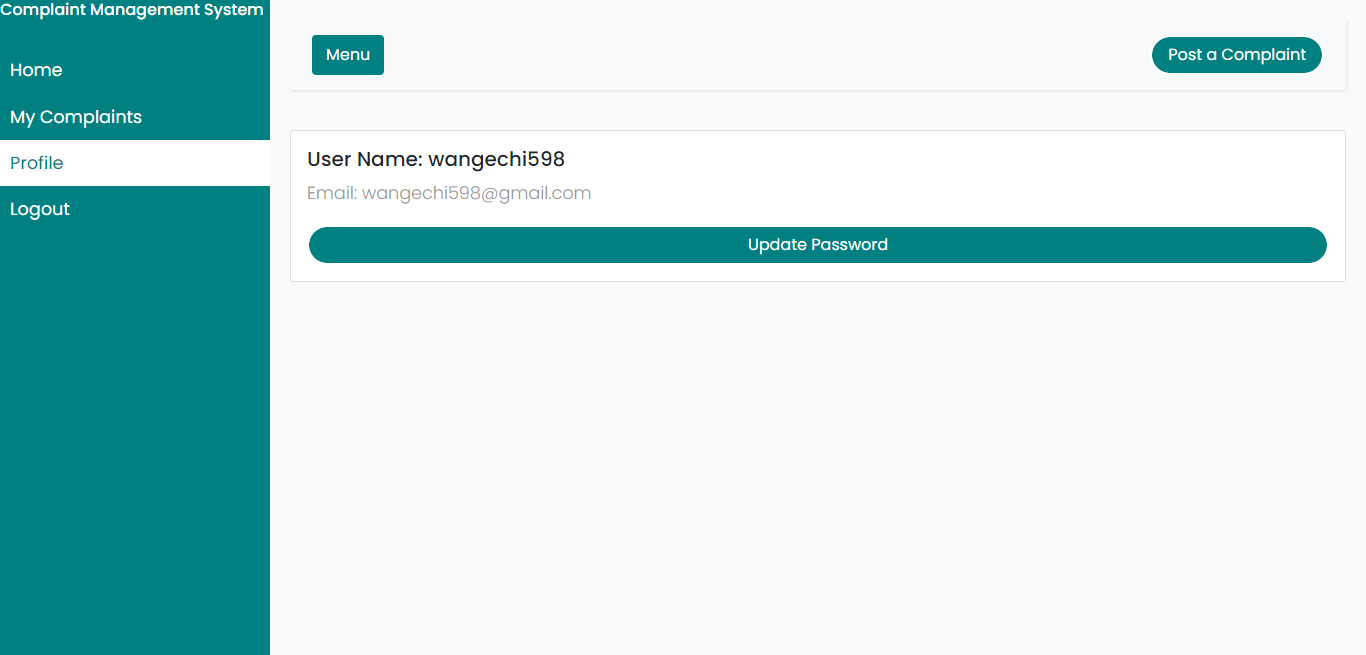 Complaint Management System
Home
My Complaints
Profile
Logout
Menu
Post a Complaint
User Name: wangechi598
Email: wangechi598@gmail.com
Update Password